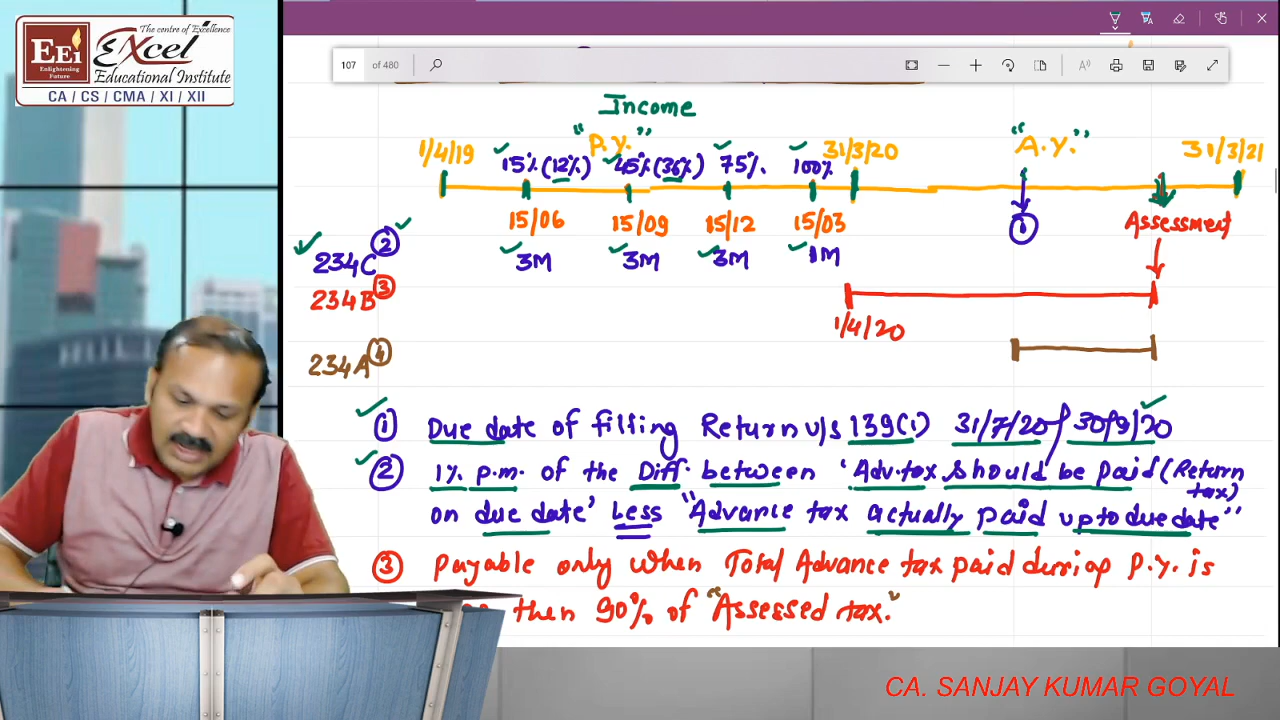 The centre of Excellence
EEi
Enlightening
Future
Excel
Educational Institute
CA / CS / CMA / XI / XII
107 of 480
Income
"P.Y."
"A.Y."
1/4/19
15% (12%)
45% (36%)
75%
100%
31/3/20
31/3/21
15/06
15/09
15/12
15/03
1
Assessment
234C 2
3M
3M
3M
1M
234B 3
1/4/20
234A 4
1 Due date of filling Return u/s 139(1) 31/7/20/30/9/20
2 1% p.m. of the Diff. between 'Adv.tax should be paid (Return tax)
on due date' Less "Advance tax actually paid upto due date"
3 Payable only when Total Advance tax paid during P.Y. is
then 90% of "Assessed tax."
CA. SANJAY KUMAR GOYAL